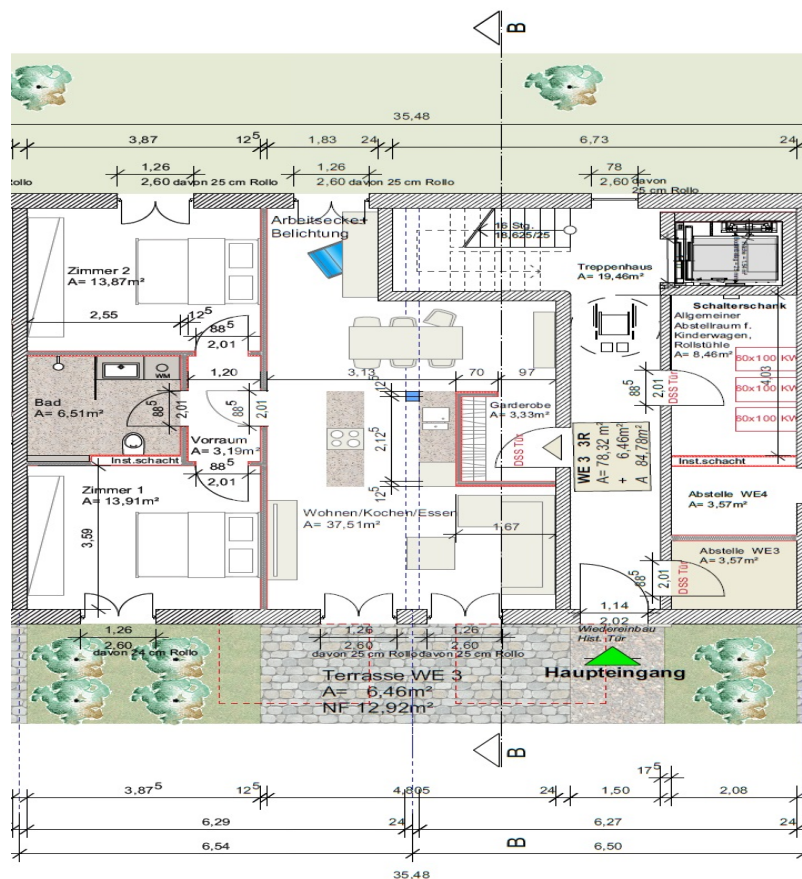 B
35,48
3,87
12⁵
1,83
24
6,73
24
1,26
2,60 davon 25 cm Rollo
1,26
2,60 davon 25 cm Rollo
78
2,60 davon
25 cm Rollo
Rollo
Arbeitsecke
Belichtung
16 Stg.
18,625/25
Zimmer 2
A= 13,87m²
Treppenhaus
A= 19,46m²
2,55
12⁵
88⁵
2,01
Schalterschank
Allgemeiner
Abstellraum f.
Kinderwagen,
Rollstühle
A= 8,46m²
60x100 KW
60x100 KW
60x100 KW
4,03
1,20
3,13
70
97
WM
Bad
A= 6,51m²
88⁵
2,01
88⁵
2,01
12⁵
2,12⁵
12⁵
Garderobe
A= 3,33m²
DSS Tür
88⁵
2,01
DSS Tür
Vorraum
A= 3,19m²
88⁵
2,01
WE 3 3R
A= 78,32 m²
+ 6,46m²
A 84,78m²
Inst.schacht
Inst.schacht
Zimmer 1
A= 13,91m²
3,59
Wohnen/Kochen/Essen
A= 37,51m²
1,67
Abstelle WE4
A= 3,57m²
Abstelle WE3
A= 3,57m²
88⁵
2,01
DSS Tür
1,14
2,02
Wiedereinbau
Hist. Tür
Haupteingang
1,26
2,60
davon 24 cm Rollo
1,26
2,60
davon 25 cm Rollo
1,26
2,60
davon 25 cm Rollo
Terrasse WE 3
A= 6,46m²
NF 12,92m²
B
17⁵
3,87⁵
12⁵
4,805
24
1,50
2,08
6,29
24
B
6,27
24
6,54
6,50
35,48